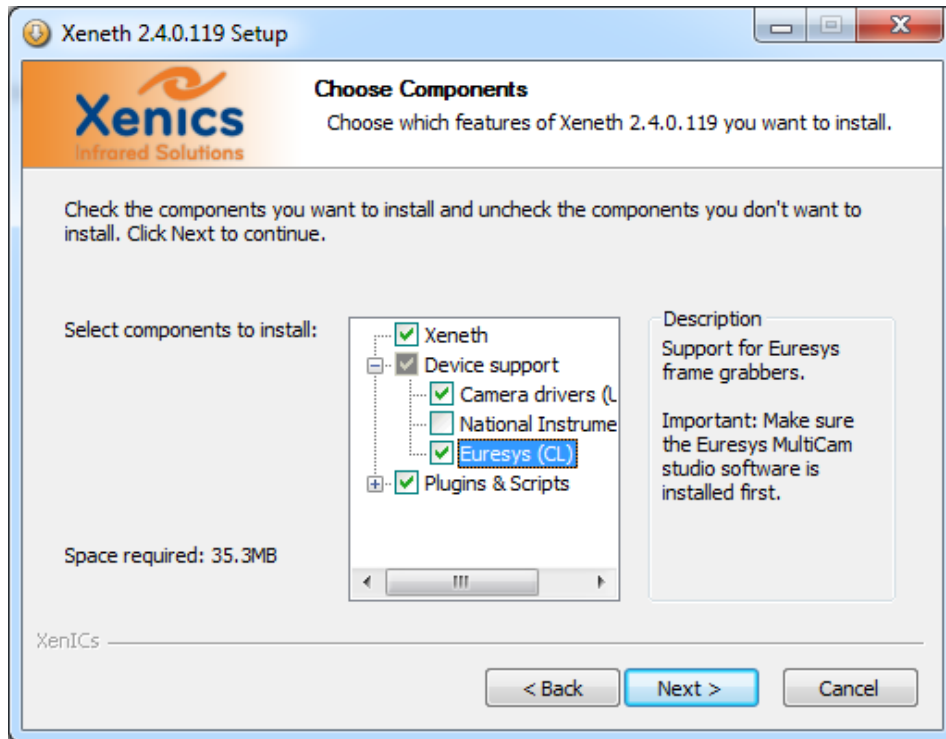 Xeneth 2.4.0.119 Setup
Xenics
Infrared Solutions
Choose Components
Choose which features of Xeneth 2.4.0.119 you want to install.
Check the components you want to install and uncheck the components you don't want to
install. Click Next to continue.
Select components to install:
Xeneth
Device support
Camera drivers (L
National Instrume
Euresys (CL)
Plugins & Scripts
Description
Support for Euresys
frame grabbers.
Important: Make sure
the Euresys MultiCam
studio software is
installed first.
Space required: 35.3MB
XenICs
< Back
Next >
Cancel